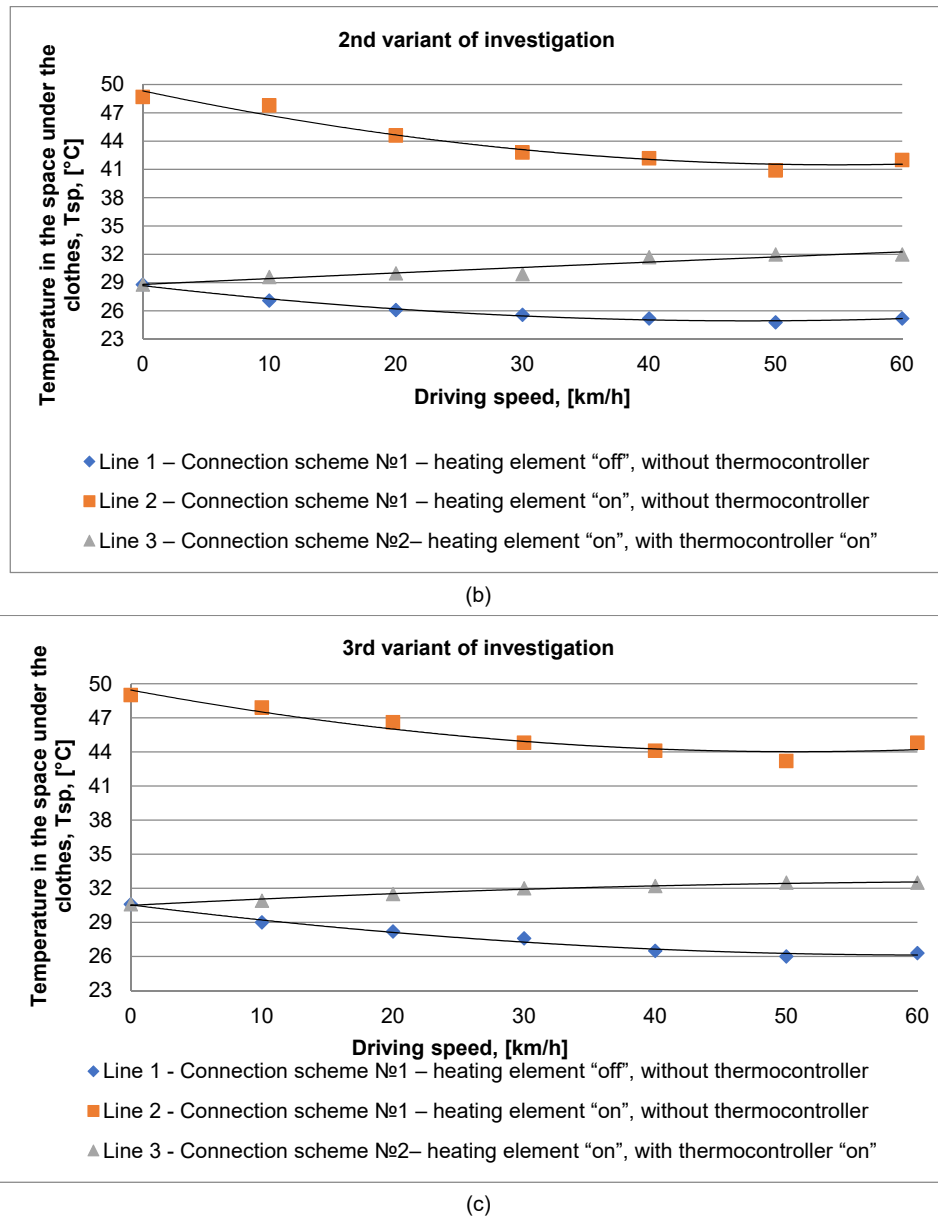 2nd variant of investigation
Temperature in the space under the
clothes, Tsp, [°C]
50
47
44
41
38
35
32
29
26
23
0 10 20 30 40 50 60
Driving speed, [km/h]
Line 1 – Connection scheme №1 – heating element “off”, without thermocontroller
Line 2 – Connection scheme №1 – heating element “on”, without thermocontroller
Line 3 – Connection scheme №2– heating element “on”, with thermocontroller “on”
(b)
3rd variant of investigation
Temperature in the space under the
clothes, Tsp, [°C]
50
47
44
41
38
35
32
29
26
23
0 10 20 30 40 50 60
Driving speed, [km/h]
Line 1 - Connection scheme №1 – heating element “off”, without thermocontroller
Line 2 - Connection scheme №1 – heating element “on”, without thermocontroller
Line 3 - Connection scheme №2– heating element “on”, with thermocontroller “on”
(c)